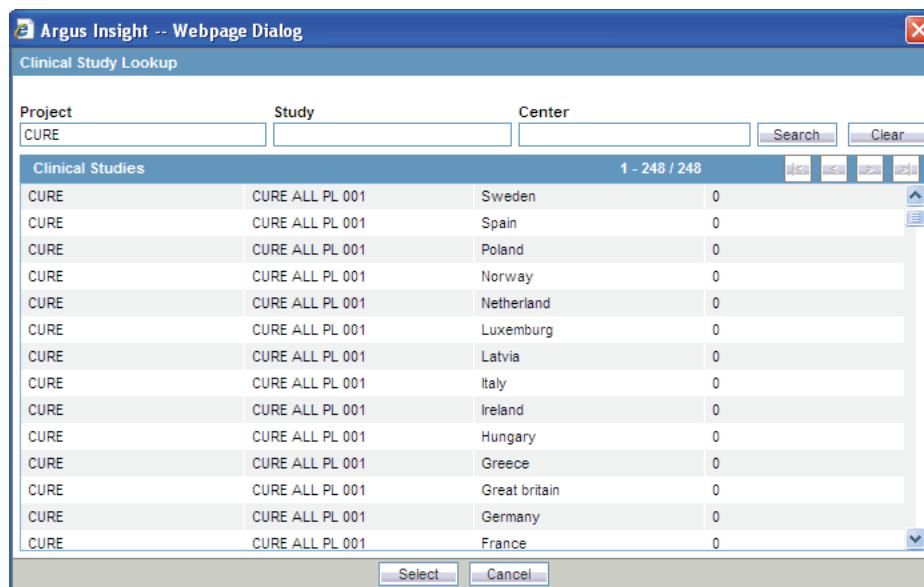 Argus Insight -- Webpage Dialog
Clinical Study Lookup
Project Study Center
CURE Search Clear
Clinical Studies 1 - 248 / 248
CURE CURE ALL PL 001 Sweden 0
CURE CURE ALL PL 001 Spain 0
CURE CURE ALL PL 001 Poland 0
CURE CURE ALL PL 001 Norway 0
CURE CURE ALL PL 001 Netherland 0
CURE CURE ALL PL 001 Luxemburg 0
CURE CURE ALL PL 001 Latvia 0
CURE CURE ALL PL 001 Italy 0
CURE CURE ALL PL 001 Ireland 0
CURE CURE ALL PL 001 Hungary 0
CURE CURE ALL PL 001 Greece 0
CURE CURE ALL PL 001 Great britain 0
CURE CURE ALL PL 001 Germany 0
CURE CURE ALL PL 001 France 0
Select Cancel